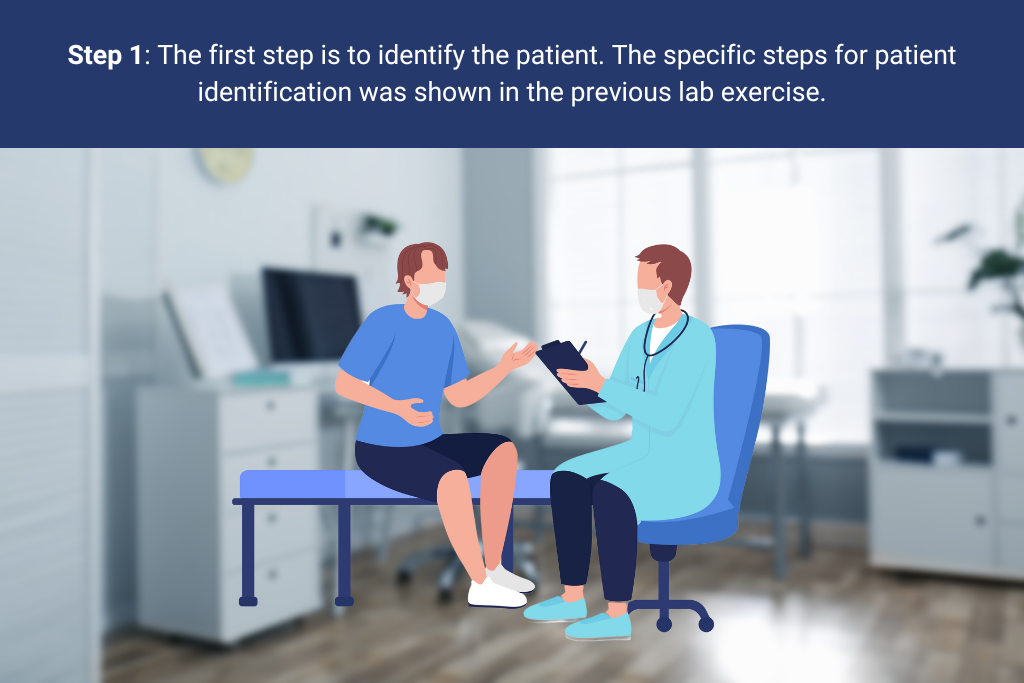 Step 1: The first step is to identify the patient. The specific steps for patient
identification was shown in the previous lab exercise.